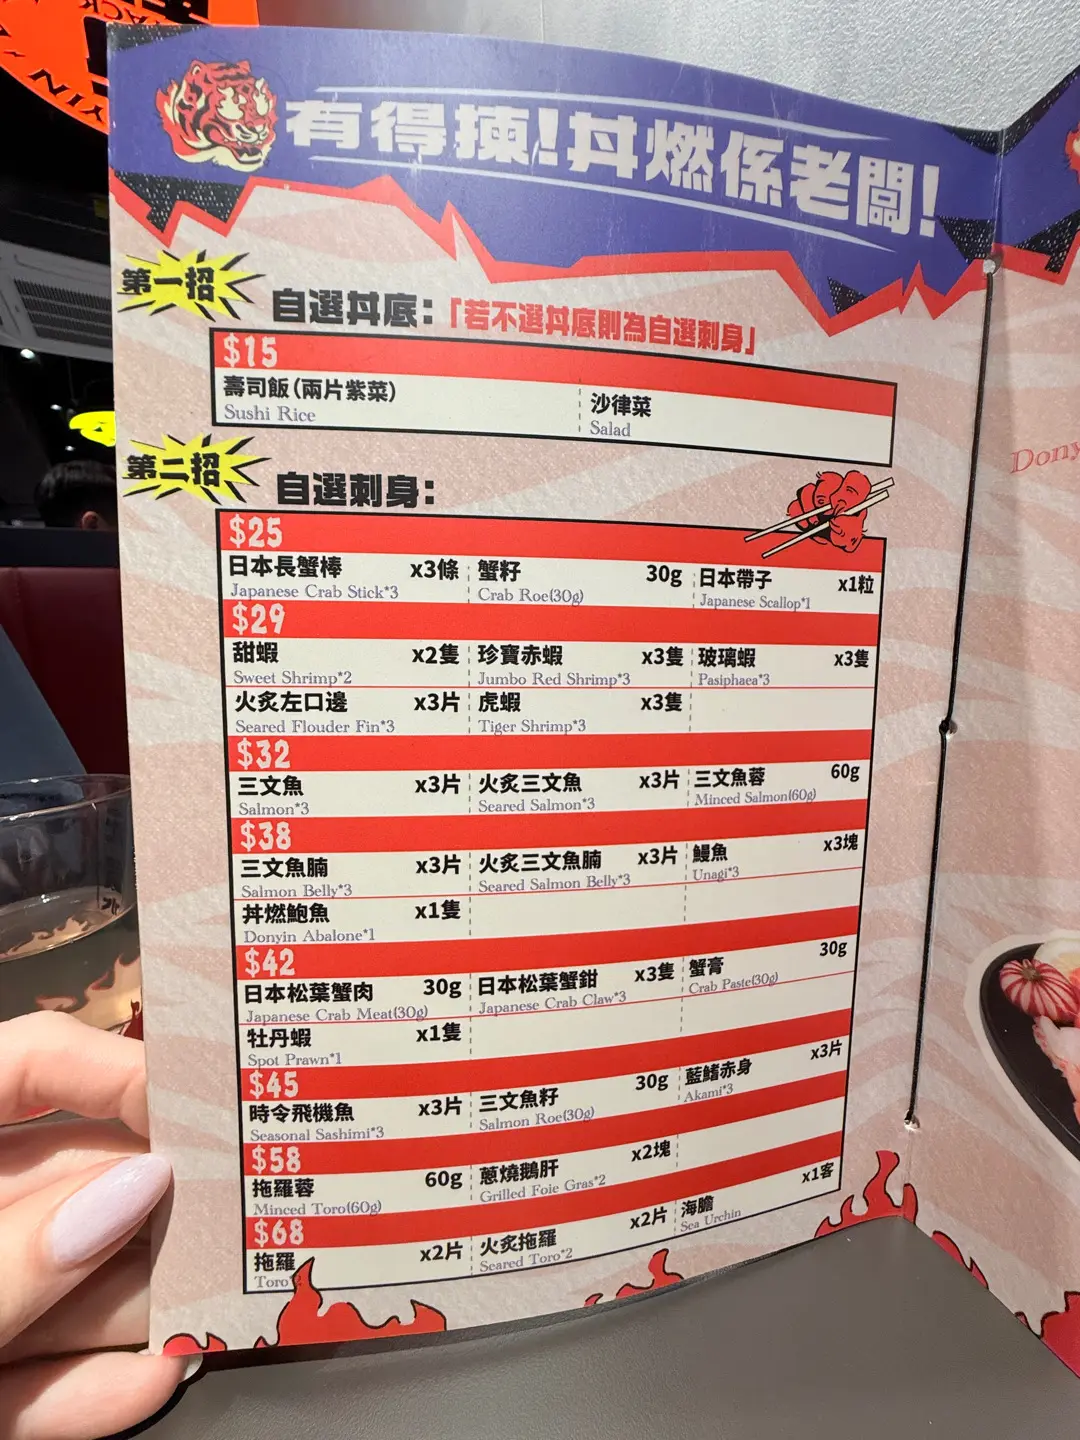 有得揀!丼燃係老闆!
第一招
自選丼底:「若不選丼底則為自選刺身」
$15
壽司飯(兩片紫菜) 沙律菜
Sushi Rice Salad
第二招
自選刺身:
$25
日本長蟹棒 x3條 蟹籽 30g 日本帶子 x1粒
Japanese Crab Stick*3 Crab Roe(30g) Japanese Scallop*1
$29
甜蝦 x2隻 珍寶赤蝦 x3隻 玻璃蝦 x3隻
Sweet Shrimp*2 Jumbo Red Shrimp*3 Pasiphaea*3
火炙左口邊 x3片 虎蝦 x3隻
Seared Flouder Fin*3 Tiger Shrimp*3
$32
三文魚 x3片 火炙三文魚 x3片 三文魚蓉 60g
Salmon*3 Seared Salmon*3 Minced Salmon(60g)
$38
三文魚腩 x3片 火炙三文魚腩 x3片 鰻魚 x3塊
Salmon Belly*3 Seared Salmon Belly*3 Unagi*3
丼燃鮑魚 x1隻
Donyin Abalone*1
$42
日本松葉蟹肉 30g 日本松葉蟹鉗 x3隻 蟹膏 30g
Japanese Crab Meat(30g) Japanese Crab Claw*3 Crab Paste(30g)
牡丹蝦 x1隻
Spot Prawn*1
$45
時令飛機魚 x3片 三文魚籽 30g 藍鰭赤身 x3片
Seasonal Sashimi*3 Salmon Roe(30g) Akami*3
$58
拖羅蓉 60g 蔥燒鵝肝 x2塊
Minced Toro(60g) Grilled Foie Gras*2
$68
拖羅 x2片 火炙拖羅 x2片 海膽 x1客
Toro*2 Seared Toro*2 Sea Urchin